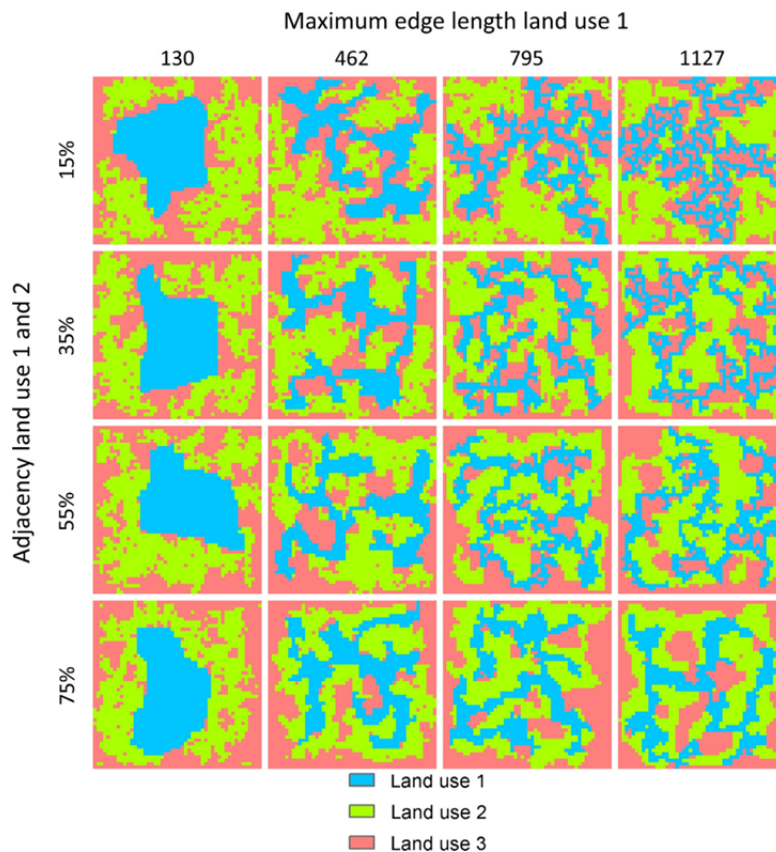 Maximum edge length land use 1
130 462 795 1127
Adjacency land use 1 and 2
15%
35%
55%
75%
Land use 1
Land use 2
Land use 3